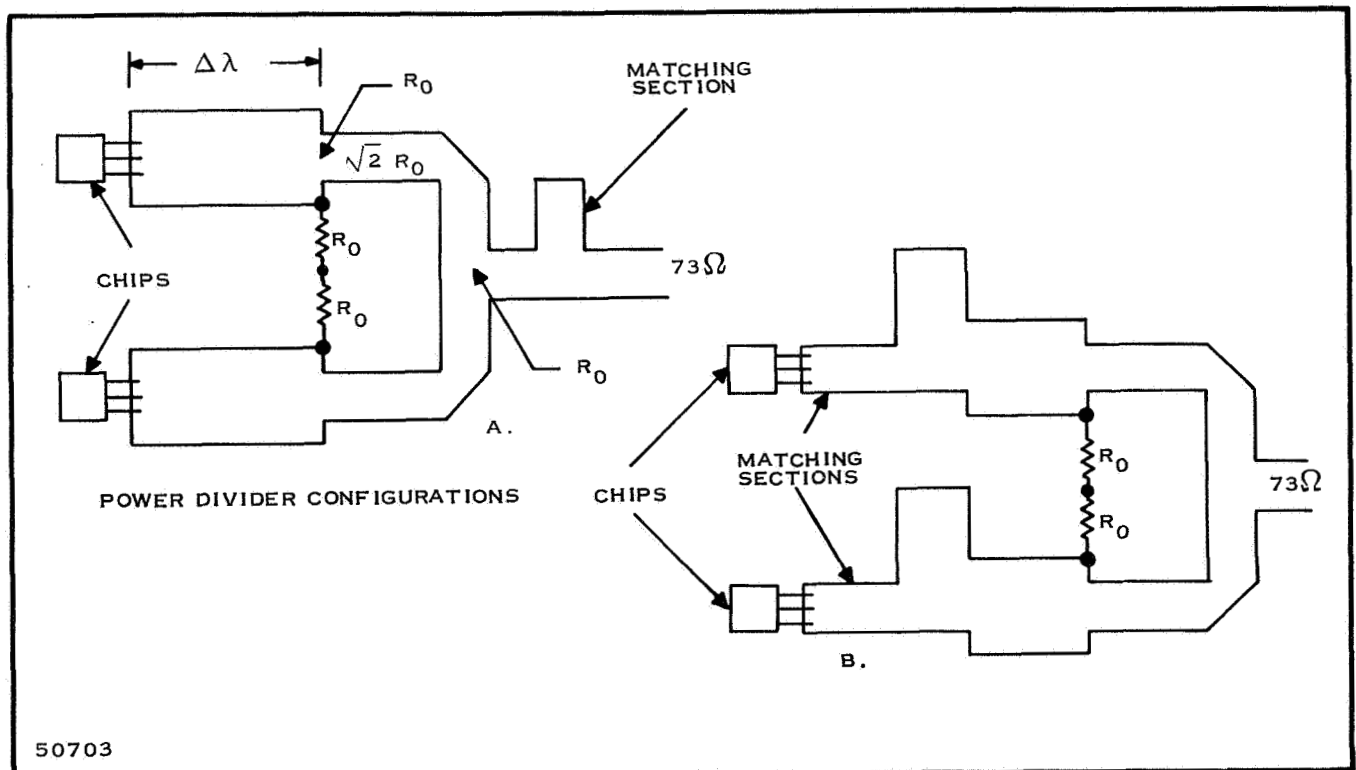 Δλ
R0
MATCHING
SECTION
√2 R0
R0
R0
CHIPS
73Ω
R0
A.
POWER DIVIDER CONFIGURATIONS
CHIPS
MATCHING
SECTIONS
R0
R0
73Ω
B.
50703